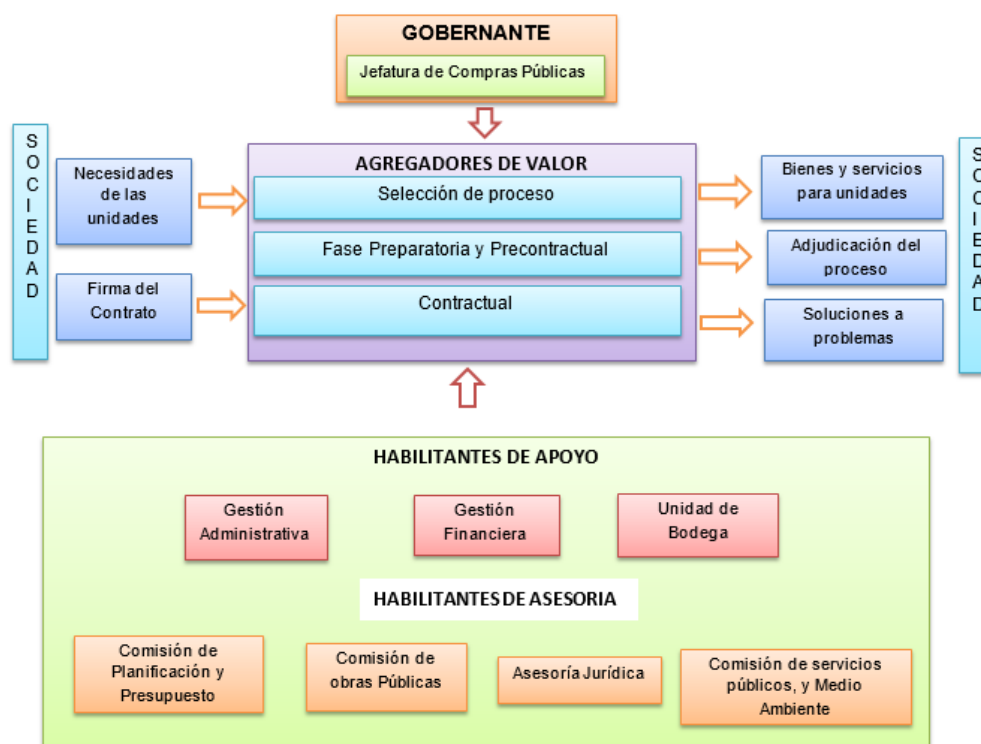 GOBERNANTE
Jefatura de Compras Públicas
S
O
C
I
E
D
A
D
Necesidades
de las
unidades
Firma del
Contrato
AGREGADORES DE VALOR
Selección de proceso
Fase Preparatoria y Precontractual
Contractual
Bienes y servicios
para unidades
Adjudicación del
proceso
Soluciones a
problemas
S
O
C
I
E
D
A
D
HABILITANTES DE APOYO
Gestión
Administrativa
Gestión
Financiera
Unidad de
Bodega
HABILITANTES DE ASESORIA
Comisión de
Planificación y
Presupuesto
Comisión de
obras Públicas
Asesoría Jurídica
Comisión de servicios
públicos, y Medio
Ambiente